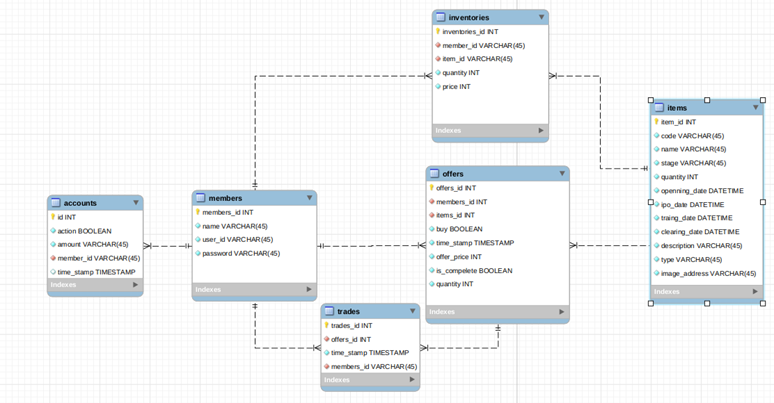 inventories
inventories_id INT
member_id VARCHAR(45)
item_id VARCHAR(45)
quantity INT
price INT
Indexes
items
item_id INT
code VARCHAR(45)
name VARCHAR(45)
stage VARCHAR(45)
quantity INT
openning_date DATETIME
ipo_date DATETIME
traing_date DATETIME
clearing_date DATETIME
description VARCHAR(45)
type VARCHAR(45)
image_address VARCHAR(45)
Indexes
offers
offers_id INT
members_id INT
items_id INT
buy BOOLEAN
time_stamp TIMESTAMP
offer_price INT
is_compelete BOOLEAN
quantity INT
Indexes
members
members_id INT
name VARCHAR(45)
user_id VARCHAR(45)
password VARCHAR(45)
Indexes
accounts
id INT
action BOOLEAN
amount VARCHAR(45)
member_id VARCHAR(45)
time_stamp TIMESTAMP
Indexes
trades
trades_id INT
offers_id INT
time_stamp TIMESTAMP
members_id VARCHAR(45)
Indexes